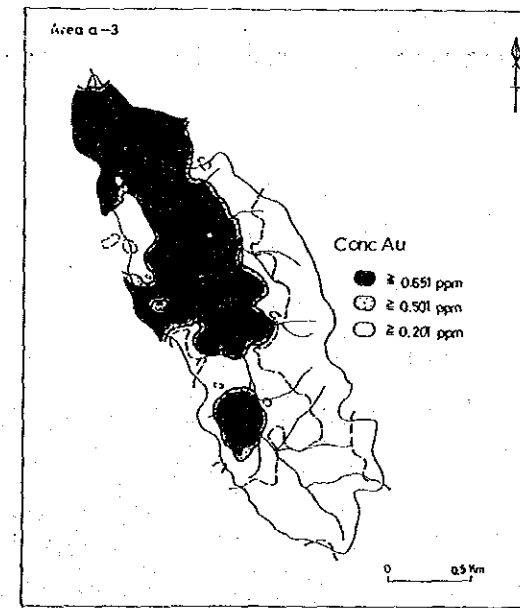 Area a-3
Conc Au
≧ 0.651 ppm
≧ 0.501 ppm
≧ 0.201 ppm
0 0.5 Km